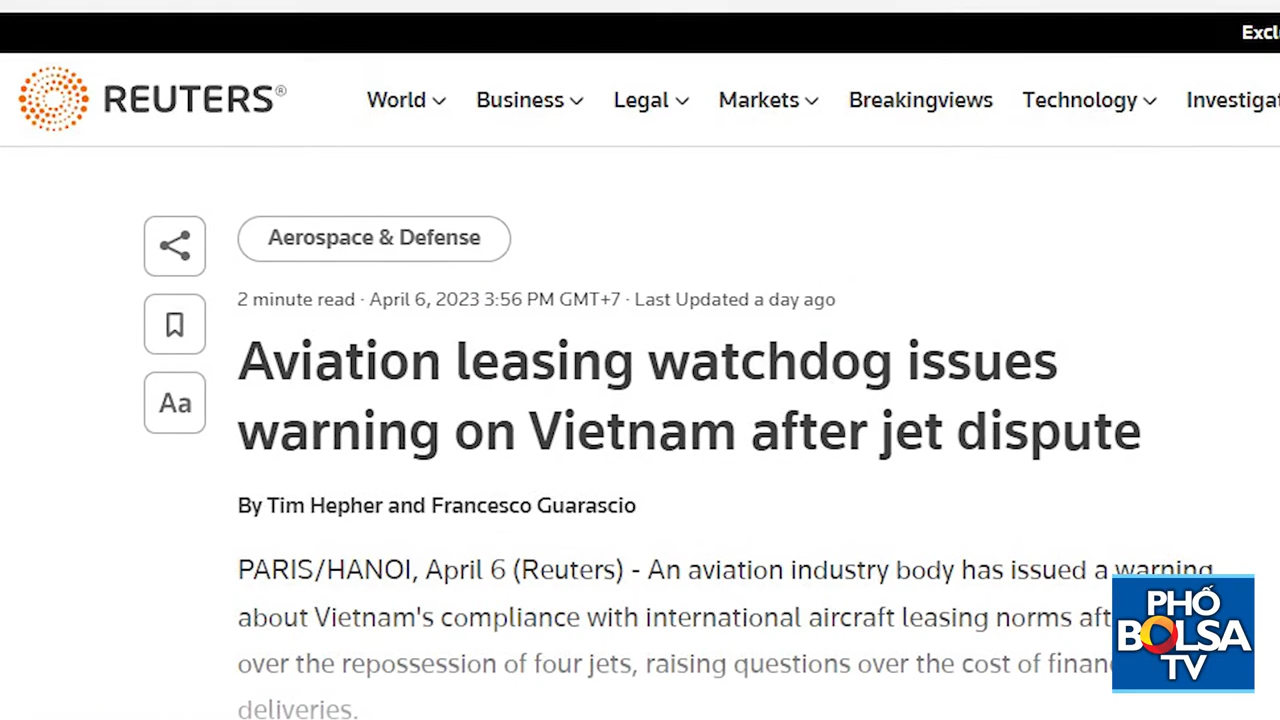 Excl
REUTERS®
World Business Legal Markets Breakingviews Technology Investigat
Aerospace & Defense
2 minute read · April 6, 2023 3:56 PM GMT+7 · Last Updated a day ago
Aa
Aviation leasing watchdog issues
warning on Vietnam after jet dispute
By Tim Hepher and Francesco Guarascio
PARIS/HANOI, April 6 (Reuters) - An aviation industry body has issued a warning
about Vietnam's compliance with international aircraft leasing norms aft
over the repossession of four jets, raising questions over the cost of financ
deliveries.
PHỐ
BOLSA
TV